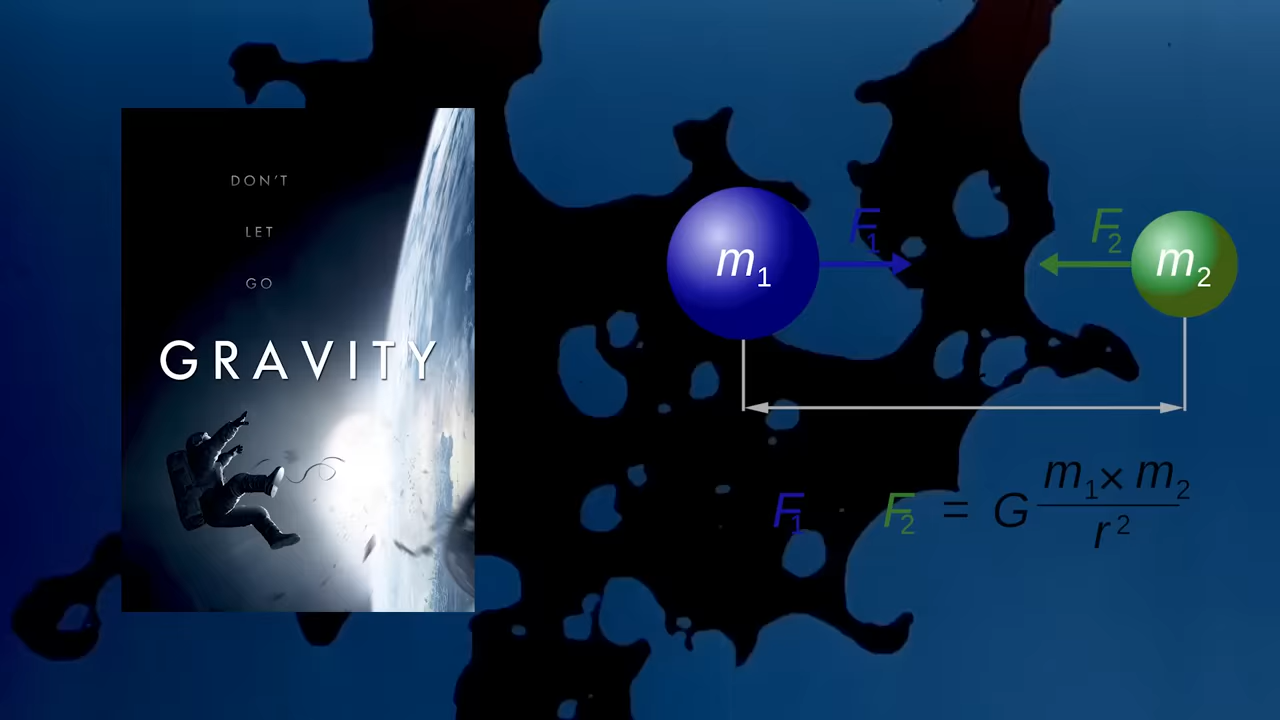 DON'T
LET
GO
GRAVITY
m₁
F₁
F₂
m₂
F₁ F₂ = G m₁ × m₂
r²